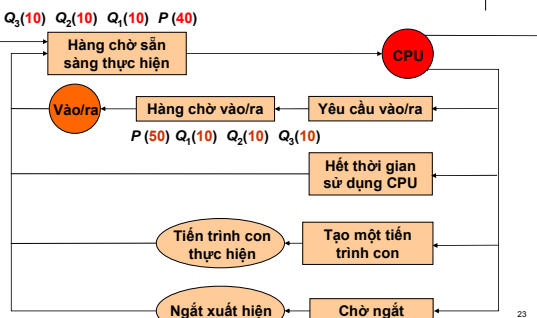 Q₃(10) Q₂(10) Q₁(10) P (40)
Hàng chờ sẵn
sàng thực hiện
CPU
Vào/ra
Hàng chờ vào/ra
Yêu cầu vào/ra
P (50) Q₁(10) Q₂(10) Q₃(10)
Hết thời gian
sử dụng CPU
Tiến trình con
thực hiện
Tạo một tiến
trình con
Ngắt xuất hiện
Chờ ngắt
23